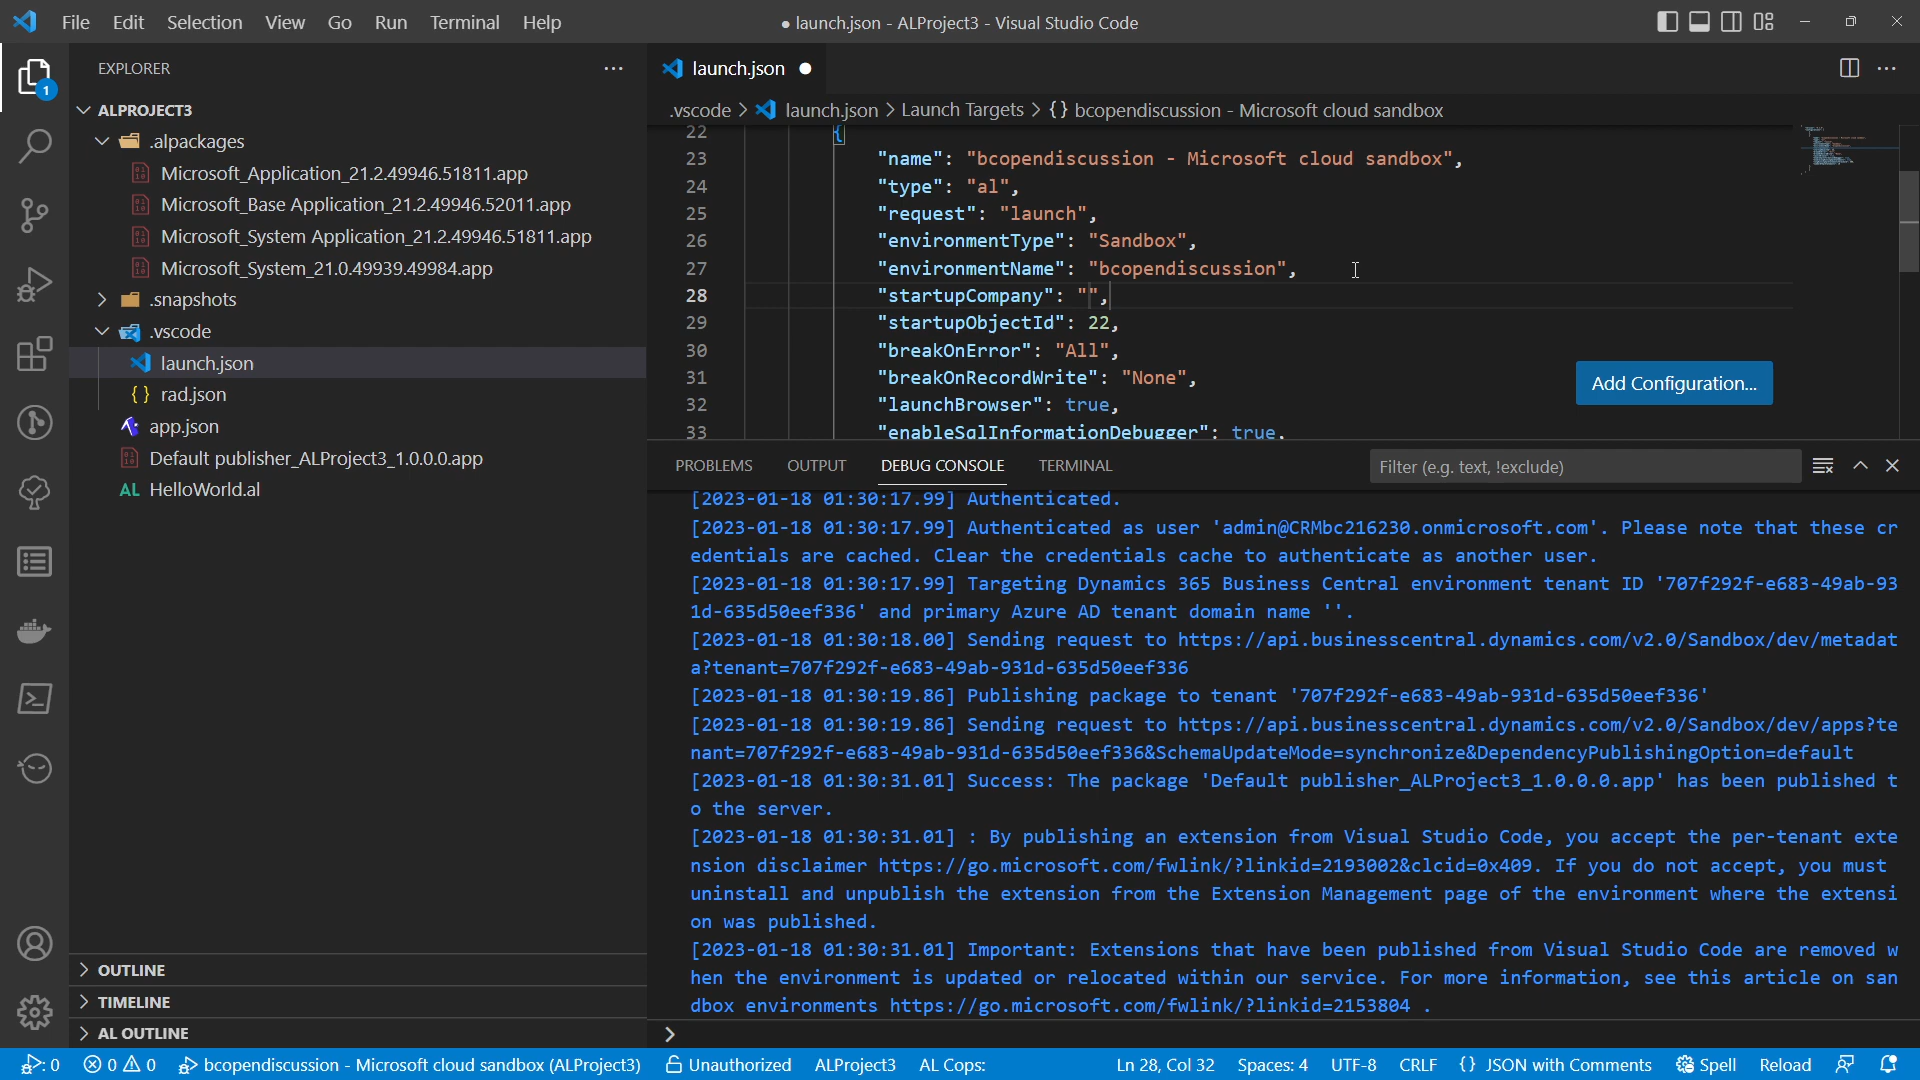 File Edit Selection View Go Run Terminal Help
● launch.json - ALProject3 - Visual Studio Code
1
EXPLORER
ALPROJECT3
.alpackages
Microsoft_Application_21.2.49946.51811.app
Microsoft_Base Application_21.2.49946.52011.app
Microsoft_System Application_21.2.49946.51811.app
Microsoft_System_21.0.49939.49984.app
.snapshots
.vscode
launch.json
{ } rad.json
app.json
Default publisher_ALProject3_1.0.0.0.app
AL HelloWorld.al
OUTLINE
TIMELINE
AL OUTLINE
launch.json
.vscode > launch.json > Launch Targets > {} bcopendiscussion - Microsoft cloud sandbox
22 {
23 "name": "bcopendiscussion - Microsoft cloud sandbox",
24 "type": "al",
25 "request": "launch",
26 "environmentType": "Sandbox",
27 "environmentName": "bcopendiscussion",
28 "startupCompany": "",
29 "startupObjectId": 22,
30 "breakOnError": "All",
31 "breakOnRecordWrite": "None",
32 "launchBrowser": true,
33 "enableSqlInformationDebugger": true,
Add Configuration...
PROBLEMS OUTPUT DEBUG CONSOLE TERMINAL
Filter (e.g. text, !exclude)
[2023-01-18 01:30:17.99] Authenticated.
[2023-01-18 01:30:17.99] Authenticated as user 'admin@CRMbc216230.onmicrosoft.com'. Please note that these cr
edentials are cached. Clear the credentials cache to authenticate as another user.
[2023-01-18 01:30:17.99] Targeting Dynamics 365 Business Central environment tenant ID '707f292f-e683-49ab-93
1d-635d50eef336' and primary Azure AD tenant domain name ''.
[2023-01-18 01:30:18.00] Sending request to https://api.businesscentral.dynamics.com/v2.0/Sandbox/dev/metadat
a?tenant=707f292f-e683-49ab-931d-635d50eef336
[2023-01-18 01:30:19.86] Publishing package to tenant '707f292f-e683-49ab-931d-635d50eef336'
[2023-01-18 01:30:19.86] Sending request to https://api.businesscentral.dynamics.com/v2.0/Sandbox/dev/apps?te
nant=707f292f-e683-49ab-931d-635d50eef336&SchemaUpdateMode=synchronize&DependencyPublishingOption=default
[2023-01-18 01:30:31.01] Success: The package 'Default publisher_ALProject3_1.0.0.0.app' has been published t
o the server.
[2023-01-18 01:30:31.01] : By publishing an extension from Visual Studio Code, you accept the per-tenant exte
nsion disclaimer https://go.microsoft.com/fwlink/?linkid=2193002&clcid=0x409. If you do not accept, you must
uninstall and unpublish the extension from the Extension Management page of the environment where the extensi
on was published.
[2023-01-18 01:30:31.01] Important: Extensions that have been published from Visual Studio Code are removed w
hen the environment is updated or relocated within our service. For more information, see this article on san
dbox environments https://go.microsoft.com/fwlink/?linkid=2153804 .
: 0 0 0 bcopendiscussion - Microsoft cloud sandbox (ALProject3) Unauthorized ALProject3 AL Cops: Ln 28, Col 32 Spaces: 4 UTF-8 CRLF {} JSON with Comments Spell Reload